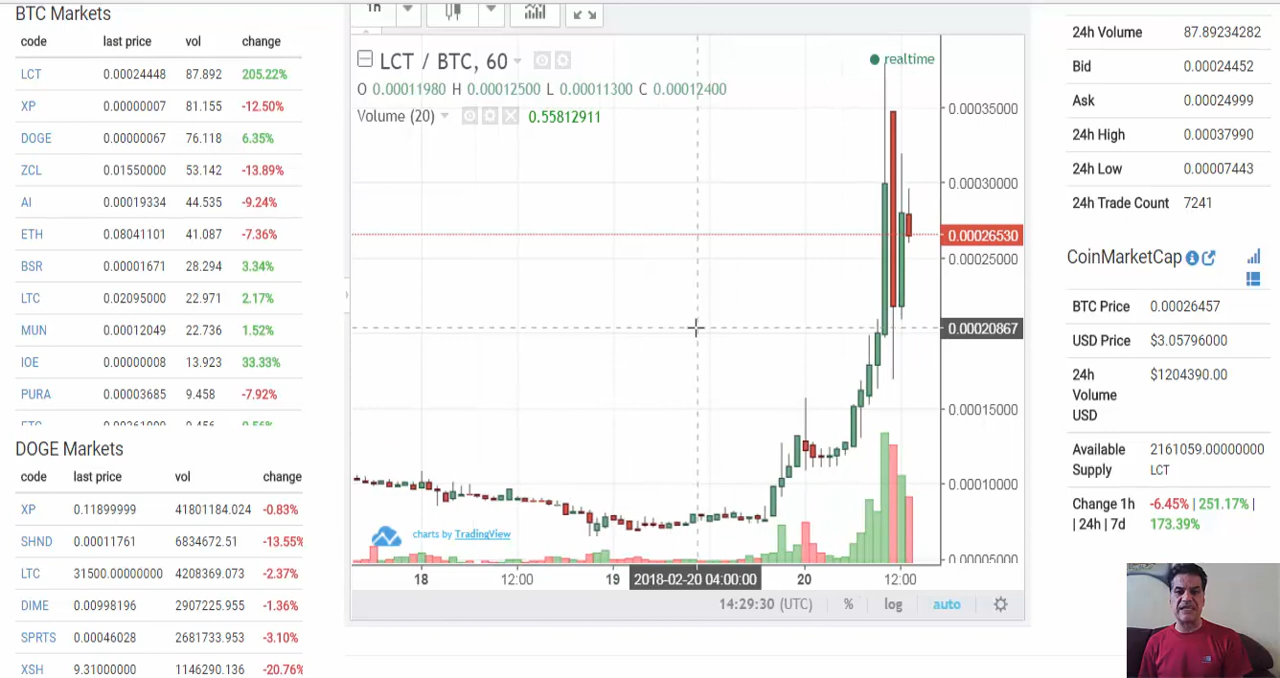 BTC Markets
code last price vol change
LCT 0.00024448 87.892 205.22%
XP 0.00000007 81.155 -12.50%
DOGE 0.00000067 76.118 6.35%
ZCL 0.01550000 53.142 -13.89%
AI 0.00019334 44.535 -9.24%
ETH 0.08041101 41.087 -7.36%
BSR 0.00001671 28.294 3.34%
LTC 0.02095000 22.971 2.17%
MUN 0.00012049 22.736 1.52%
IOE 0.00000008 13.923 33.33%
PURA 0.00003685 9.458 -7.92%
DOGE Markets
code last price vol change
XP 0.11899999 41801184.024 -0.83%
SHND 0.00011761 6834672.51 -13.55%
LTC 31500.00000000 4208369.073 -2.37%
DIME 0.00998196 2907225.955 -1.36%
SPRTS 0.00046028 2681733.953 -3.10%
XSH 9.31000000 1146290.136 -20.76%
1h
LCT / BTC, 60
realtime
O 0.00011980 H 0.00012500 L 0.00011300 C 0.00012400
Volume (20) 0.55812911
0.00035000
0.00030000
0.00026530
0.00025000
0.00020867
0.00015000
0.00010000
0.00005000
charts by TradingView
18 12:00 19 2018-02-20 04:00:00 20 12:00
14:29:30 (UTC) % log auto
24h Volume 87.89234282
Bid 0.00024452
Ask 0.00024999
24h High 0.00037990
24h Low 0.00007443
24h Trade Count 7241
CoinMarketCap
BTC Price 0.00026457
USD Price $3.05796000
24h $1204390.00
Volume
USD
Available 2161059.00000000
Supply LCT
Change 1h -6.45% | 251.17% |
| 24h | 7d 173.39%